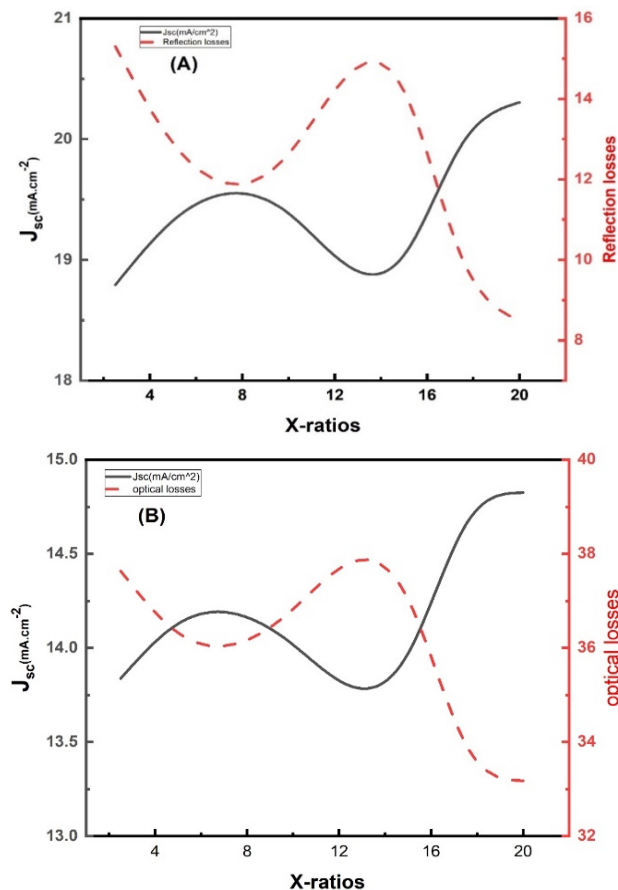 21
20
19
18
Jsc(mA.cm-2)
Jsc(mA/cm^2)
Reflection losses
(A)
16
14
12
10
8
Reflection losses
4 8 12 16 20
X-ratios
15.0
14.5
14.0
13.5
13.0
Jsc(mA.cm-2)
Jsc(mA/cm^2)
optical losses
(B)
40
38
36
34
32
optical losses
4 8 12 16 20
X-ratios